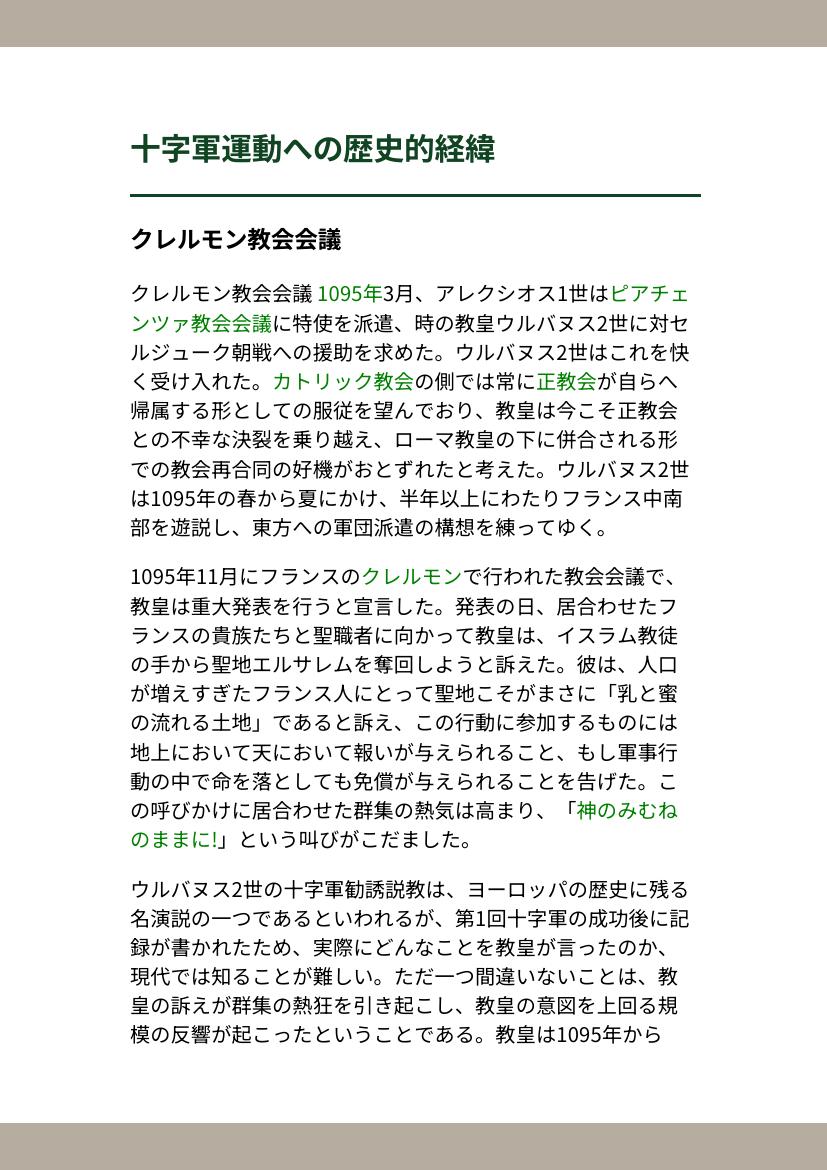 十字軍運動への歴史的経緯
クレルモン教会会議
クレルモン教会会議 1095年3月、アレクシオス1世はピアチェ
ンツァ教会会議に特使を派遣、時の教皇ウルバヌス2世に対セ
ルジューク朝戦への援助を求めた。ウルバヌス2世はこれを快
く受け入れた。カトリック教会の側では常に正教会が自らへ
帰属する形としての服従を望んでおり、教皇は今こそ正教会
との不幸な決裂を乗り越え、ローマ教皇の下に併合される形
での教会再合同の好機がおとずれたと考えた。ウルバヌス2世
は1095年の春から夏にかけ、半年以上にわたりフランス中南
部を遊説し、東方への軍団派遣の構想を練ってゆく。
1095年11月にフランスのクレルモンで行われた教会会議で、
教皇は重大発表を行うと宣言した。発表の日、居合わせたフ
ランスの貴族たちと聖職者に向かって教皇は、イスラム教徒
の手から聖地エルサレムを奪回しようと訴えた。彼は、人口
が増えすぎたフランス人にとって聖地こそがまさに「乳と蜜
の流れる土地」であると訴え、この行動に参加するものには
地上において天において報いが与えられること、もし軍事行
動の中で命を落としても免償が与えられることを告げた。こ
の呼びかけに居合わせた群集の熱気は高まり、「神のみむね
のままに!」という叫びがこだました。
ウルバヌス2世の十字軍勧誘説教は、ヨーロッパの歴史に残る
名演説の一つであるといわれるが、第1回十字軍の成功後に記
録が書かれたため、実際にどんなことを教皇が言ったのか、
現代では知ることが難しい。ただ一つ間違いないことは、教
皇の訴えが群集の熱狂を引き起こし、教皇の意図を上回る規
模の反響が起こったということである。教皇は1095年から